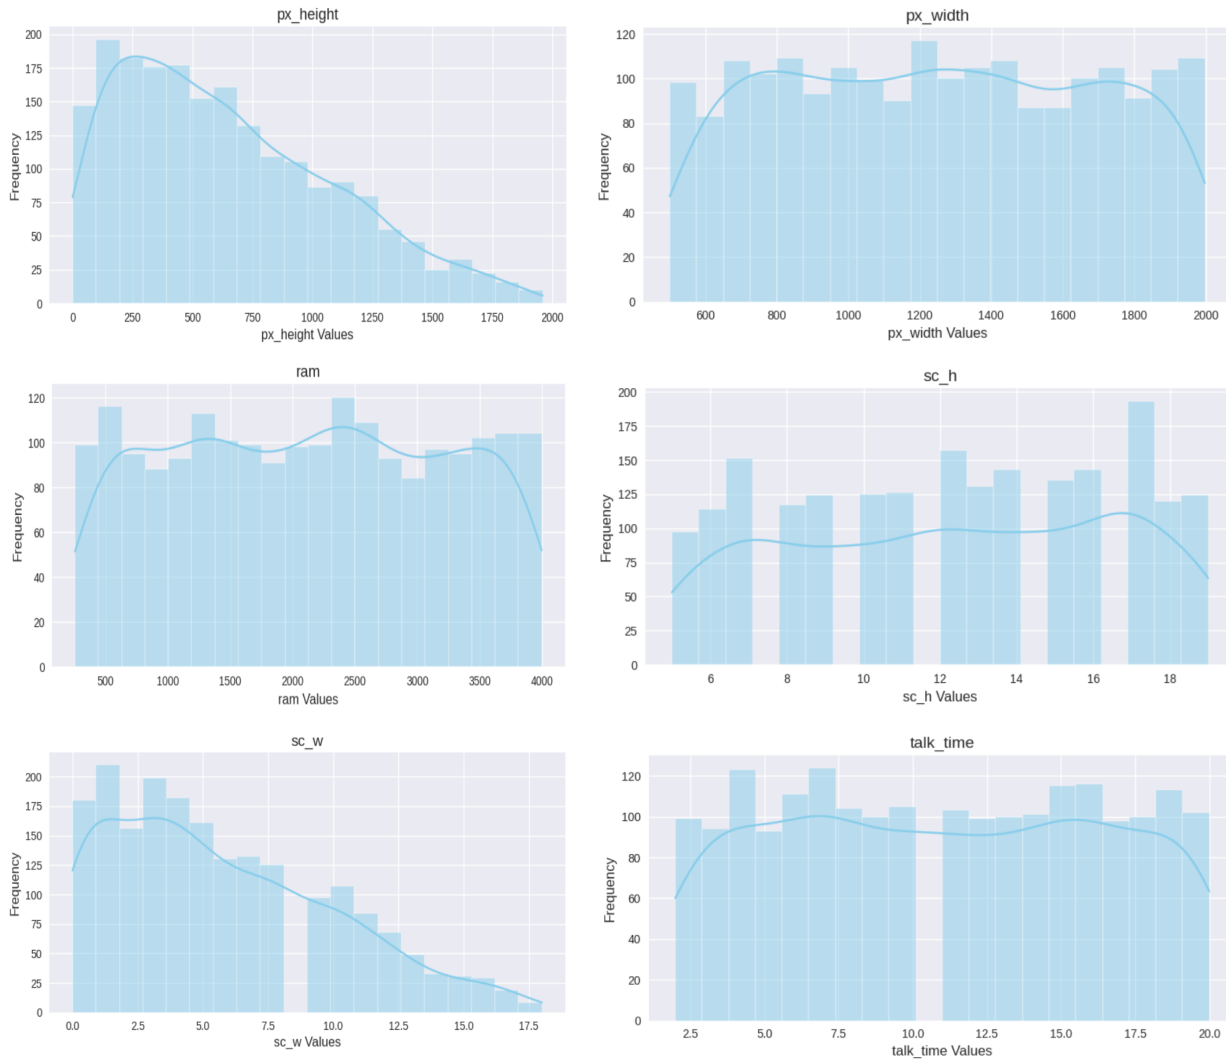 px_height
200
175
150
125
100
75
50
25
0
Frequency
0 250 500 750 1000 1250 1500 1750 2000
px_height Values
px_width
120
100
80
60
40
20
0
Frequency
600 800 1000 1200 1400 1600 1800 2000
px_width Values
ram
120
100
80
60
40
20
0
Frequency
500 1000 1500 2000 2500 3000 3500 4000
ram Values
sc_h
200
175
150
125
100
75
50
25
0
Frequency
6 8 10 12 14 16 18
sc_h Values
sc_w
200
175
150
125
100
75
50
25
0
Frequency
0.0 2.5 5.0 7.5 10.0 12.5 15.0 17.5
sc_w Values
talk_time
120
100
80
60
40
20
0
Frequency
2.5 5.0 7.5 10.0 12.5 15.0 17.5 20.0
talk_time Values